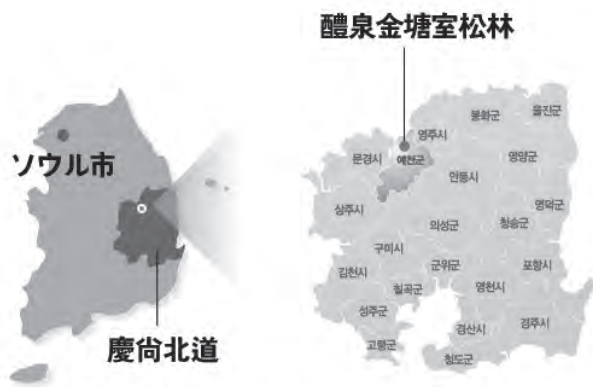 醴泉金塘室松林
ソウル市
慶尙北道
울진군
봉화군
영주시
문경시
예천군
영양군
안동시
상주시
영덕군
의성군
청송군
구미시
김천시
군위군
포항시
칠곡군
영천시
성주군
경산시
경주시
고령군
청도군